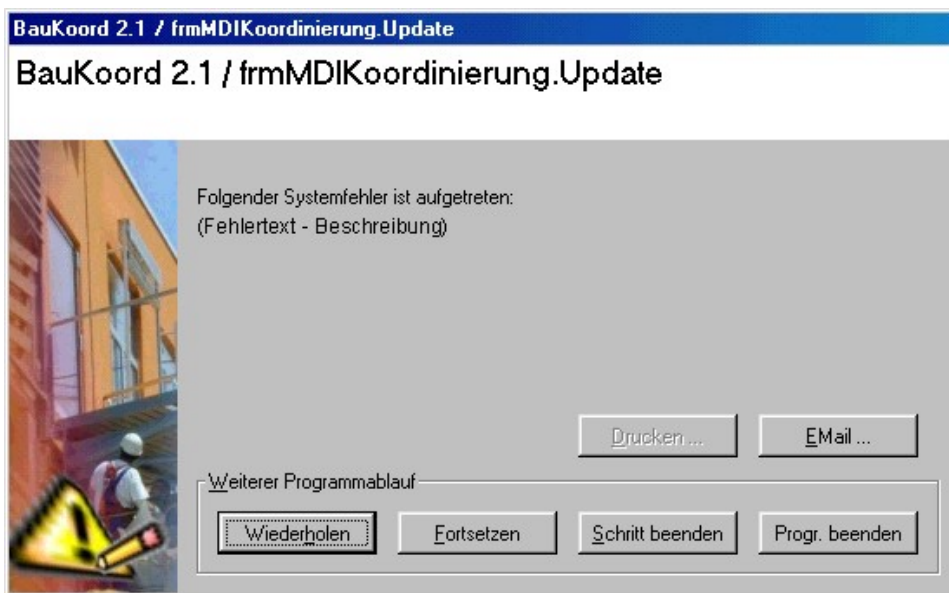 BauKoord 2.1 / frmMDIKoordinierung.Update
BauKoord 2.1 / frmMDIKoordinierung.Update
Folgender Systemfehler ist aufgetreten:
(Fehlertext - Beschreibung)
Drucken ...
EMail ...
Weiterer Programmablauf
Wiederholen
Fortsetzen
Schritt beenden
Progr. beenden